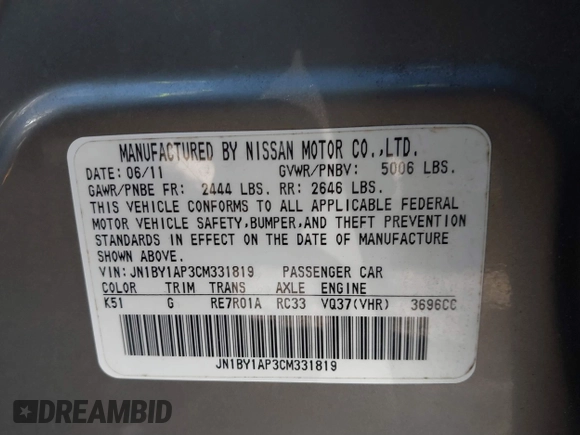 MANUFACTURED BY NISSAN MOTOR CO.,LTD.
DATE: 06/11 GVWR/PNBV: 5006 LBS.
GAWR/PNBE FR: 2444 LBS. RR: 2646 LBS.
THIS VEHICLE CONFORMS TO ALL APPLICABLE FEDERAL
MOTOR VEHICLE SAFETY,BUMPER,AND THEFT PREVENTION
STANDARDS IN EFFECT ON THE DATE OF MANUFACTURE
SHOWN ABOVE.
VIN: JN1BY1AP3CM331819 PASSENGER CAR
COLOR TRIM TRANS AXLE ENGINE
K51 G RE7R01A RC33 VQ37(VHR) 3696CC
JN1BY1AP3CM331819
DREAMBID